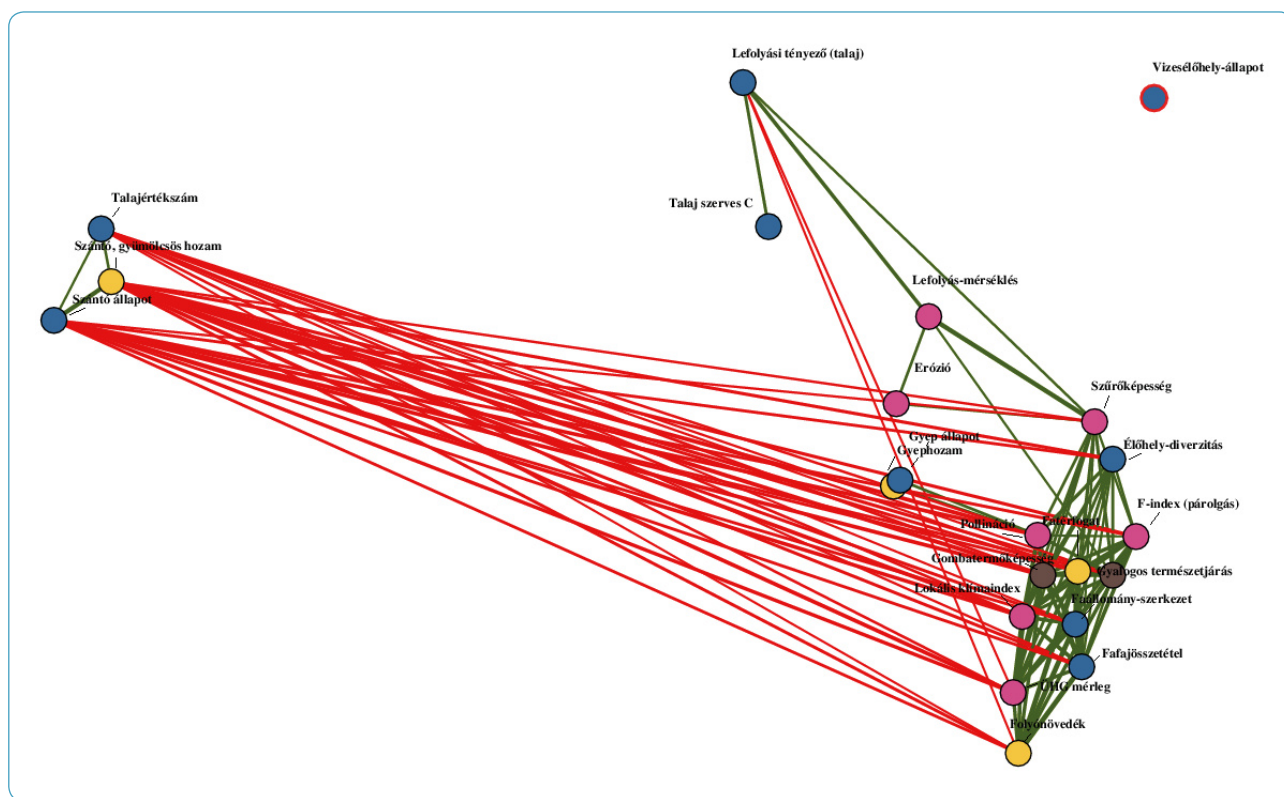 Lefolyási tényező (talaj)
Vizesélőhely-állapot
Talajértékszám
Talaj szerves C
Szántó, gyümölcsös hozam
Szántó állapot
Lefolyás-mérséklés
Erózió
Szűrőképesség
Gyep állapot
Gyephozam
Élőhely-diverzitás
F-index (párolgás)
Pollináció
Fatérfogat
Gombatermőképesség
Gyalogos természetjárás
Lokális klímaindex
Faállomány-szerkezet
Fafajösszetétel
ÜHG mérleg
Folyónövedék